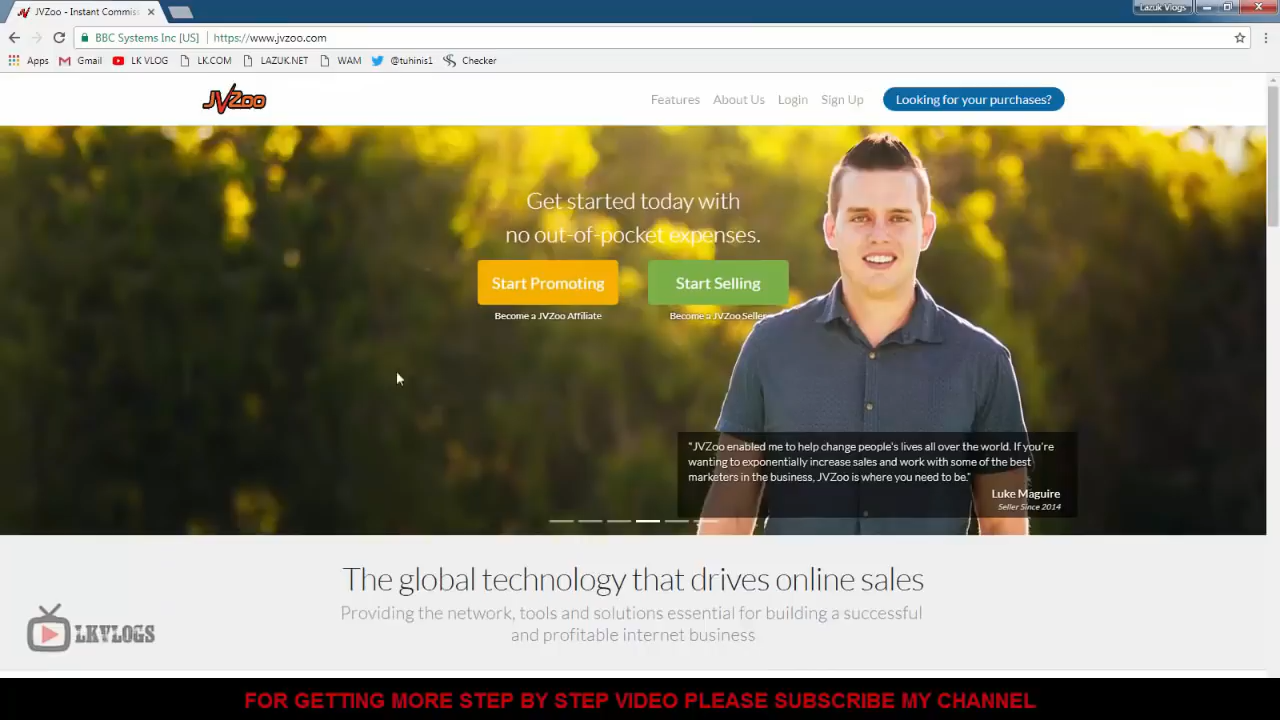 JVZoo - Instant Commis
Lazuk Vlogs
BBC Systems Inc [US]
https://www.jvzoo.com
Apps
Gmail
LK VLOG
LK.COM
LAZUK.NET
WAM
@tuhinis1
Checker
JVZoo
Features
About Us
Login
Sign Up
Looking for your purchases?
Get started today with
no out-of-pocket expenses.
Start Promoting
Start Selling
Become a JVZoo Affiliate
Become a JVZoo Seller
"JVZoo enabled me to help change people's lives all over the world. If you're
wanting to exponentially increase sales and work with some of the best
marketers in the business, JVZoo is where you need to be."
Luke Maguire
Seller Since 2014
The global technology that drives online sales
Providing the network, tools and solutions essential for building a successful
and profitable internet business
LKVLOGS
FOR GETTING MORE STEP BY STEP VIDEO PLEASE SUBSCRIBE MY CHANNEL